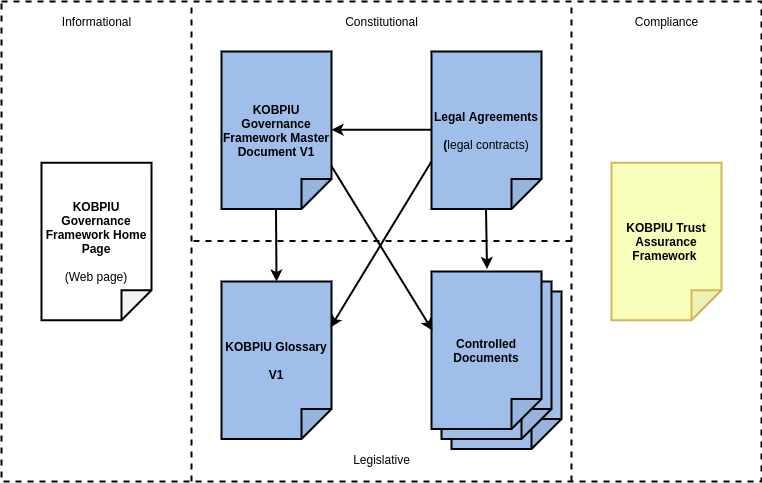 Informational
Constitutional
Compliance
KOBPIU
Governance
Framework Master
Document V1
Legal Agreements
(legal contracts)
KOBPIU
Governance
Framework Home
Page
(Web page)
KOBPIU Trust
Assurance
Framework
KOBPIU Glossary
V1
Controlled
Documents
Legislative